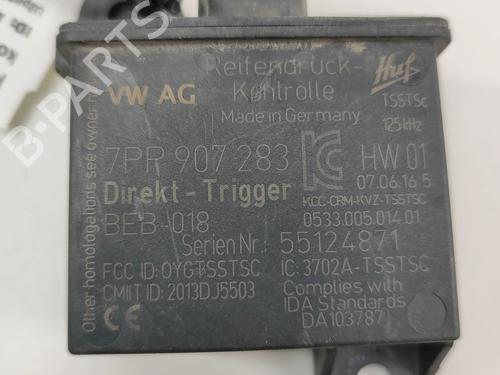 Reifendruck-
Kontrolle
VW AG
Made in Germany
Huf
TSSTSc
125 kHz
7PR 907 283
HW 01
07.06.16 5
Direkt - Trigger
KCC-CRM-KVZ-TSSTSC
BEB-018
0533.005.014.01
Serien Nr.: 55124871
FCC ID: OYGTSSTSC
IC: 3702A-TSSTSC
CMIIT ID: 2013DJ5503
Complies with
IDA Standards
DA103787
CE
Other homologations see owner
B-PARTS